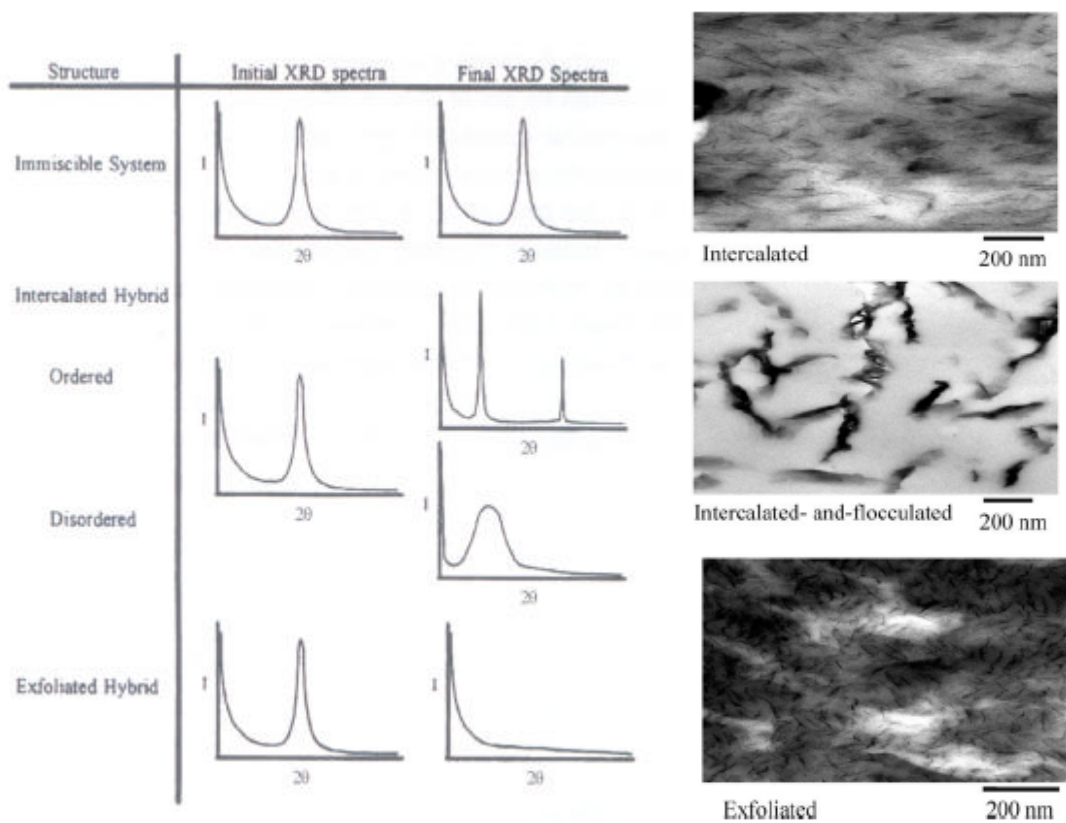 Structure
Initial XRD spectra
Final XRD Spectra
Immiscible System
I
2θ
I
2θ
Intercalated Hybrid
Ordered
I
2θ
I
2θ
Disordered
I
2θ
Exfoliated Hybrid
I
2θ
I
2θ
Intercalated
200 nm
Intercalated- and-flocculated
200 nm
Exfoliated
200 nm